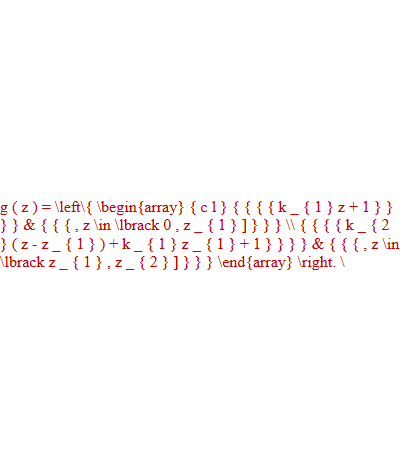 g ( z ) = \left\{ \begin{array} { c l } { { { { k _ { 1 } z + 1 } }
} } & { { { , z \in \lbrack 0 , z _ { 1 } ] } } } \\ { { { { k _ { 2
} ( z - z _ { 1 } ) + k _ { 1 } z _ { 1 } + 1 } } } } & { { { , z \in
\lbrack z _ { 1 } , z _ { 2 } ] } } } \end{array} \right. \